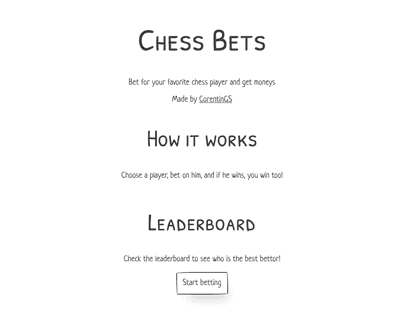 Chess Bets
Bet for your favorite chess player and get moneys
Made by CorentinGS
How it works
Choose a player, bet on him, and if he wins, you win too!
Leaderboard
Check the leaderboard to see who is the best bettor!
Start betting